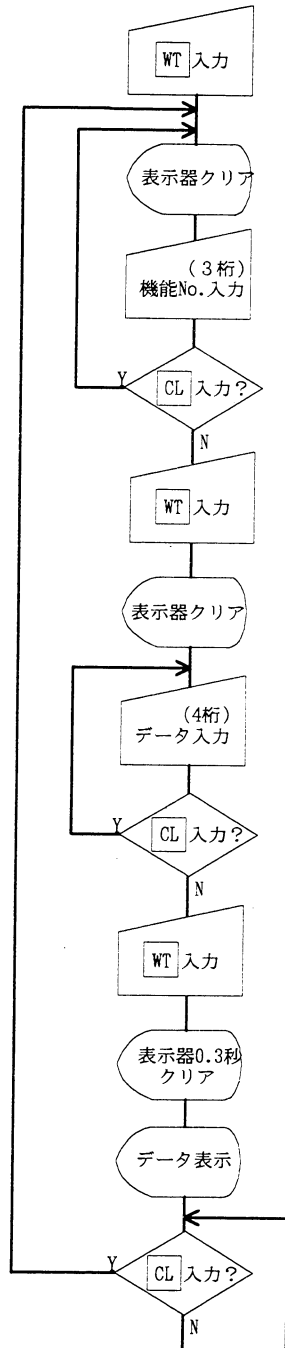 WT 入力
表示器クリア
(3桁)
機能No.入力
CL 入力?
Y
N
WT 入力
表示器クリア
(4桁)
データ入力
CL 入力?
Y
N
WT 入力
表示器0.3秒
クリア
データ表示
CL 入力?
Y
N